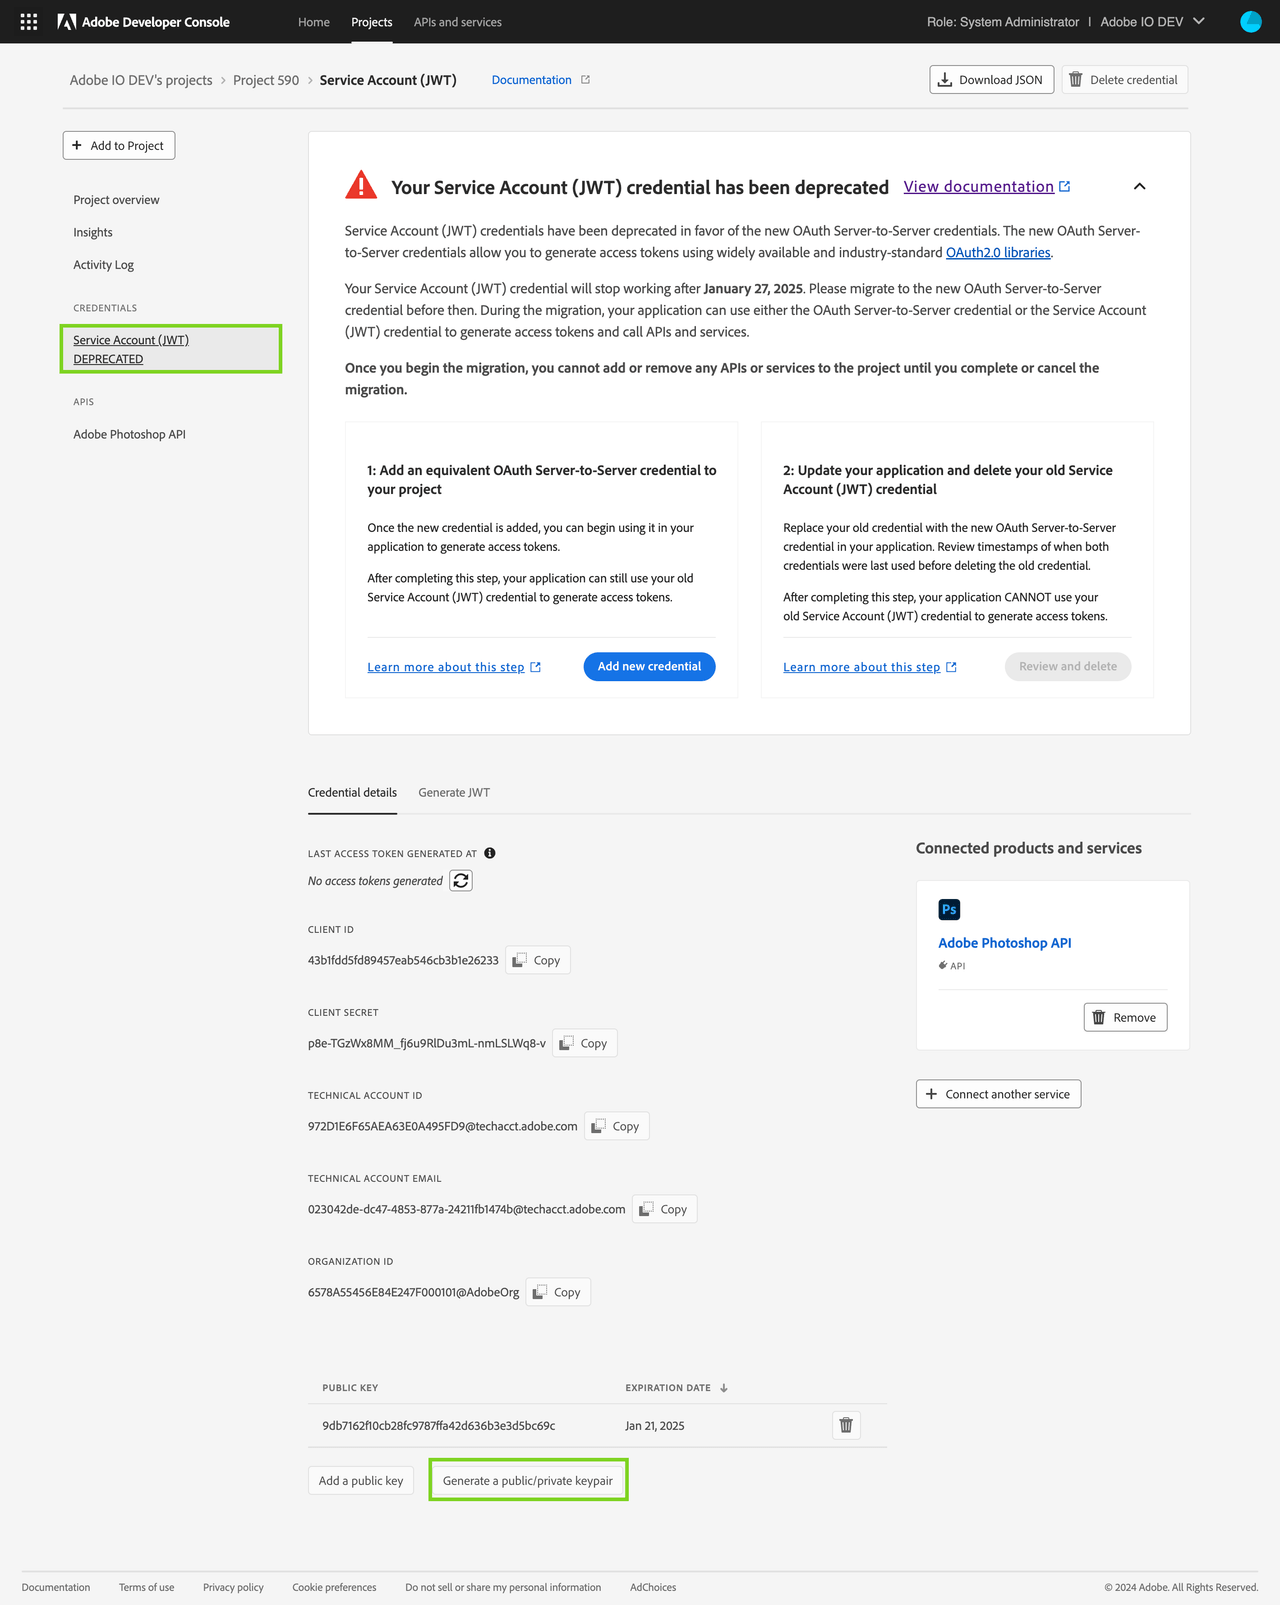 Adobe Developer Console
Home
Projects
APIs and services
Role: System Administrator | Adobe IO DEV
Adobe IO DEV's projects > Project 590 > Service Account (JWT)
Documentation
Download JSON
Delete credential
+ Add to Project
Project overview
Insights
Activity Log
CREDENTIALS
Service Account (JWT)
DEPRECATED
APIS
Adobe Photoshop API
Your Service Account (JWT) credential has been deprecated
View documentation
Service Account (JWT) credentials have been deprecated in favor of the new OAuth Server-to-Server credentials. The new OAuth Server-
to-Server credentials allow you to generate access tokens using widely available and industry-standard OAuth2.0 libraries.
Your Service Account (JWT) credential will stop working after January 27, 2025. Please migrate to the new OAuth Server-to-Server
credential before then. During the migration, your application can use either the OAuth Server-to-Server credential or the Service Account
(JWT) credential to generate access tokens and call APIs and services.
Once you begin the migration, you cannot add or remove any APIs or services to the project until you complete or cancel the
migration.
1: Add an equivalent OAuth Server-to-Server credential to
your project
Once the new credential is added, you can begin using it in your
application to generate access tokens.
After completing this step, your application can still use your old
Service Account (JWT) credential to generate access tokens.
Learn more about this step
Add new credential
2: Update your application and delete your old Service
Account (JWT) credential
Replace your old credential with the new OAuth Server-to-Server
credential in your application. Review timestamps of when both
credentials were last used before deleting the old credential.
After completing this step, your application CANNOT use your
old Service Account (JWT) credential to generate access tokens.
Learn more about this step
Review and delete
Credential details
Generate JWT
LAST ACCESS TOKEN GENERATED AT
No access tokens generated
CLIENT ID
43b1fdd5fd89457eab546cb3b1e26233
Copy
CLIENT SECRET
p8e-TGzWx8MM_fj6u9RlDu3mL-nmLSLWq8-v
Copy
TECHNICAL ACCOUNT ID
972D1E6F65AEA63E0A495FD9@techacct.adobe.com
Copy
TECHNICAL ACCOUNT EMAIL
023042de-dc47-4853-877a-24211fb1474b@techacct.adobe.com
Copy
ORGANIZATION ID
6578A55456E84E247F000101@AdobeOrg
Copy
Connected products and services
Ps
Adobe Photoshop API
API
Remove
+ Connect another service
PUBLIC KEY
EXPIRATION DATE ↓
9db7162f10cb28fc9787ffa42d636b3e3d5bc69c
Jan 21, 2025
Add a public key
Generate a public/private keypair
Documentation
Terms of use
Privacy policy
Cookie preferences
Do not sell or share my personal information
AdChoices
© 2024 Adobe. All Rights Reserved.